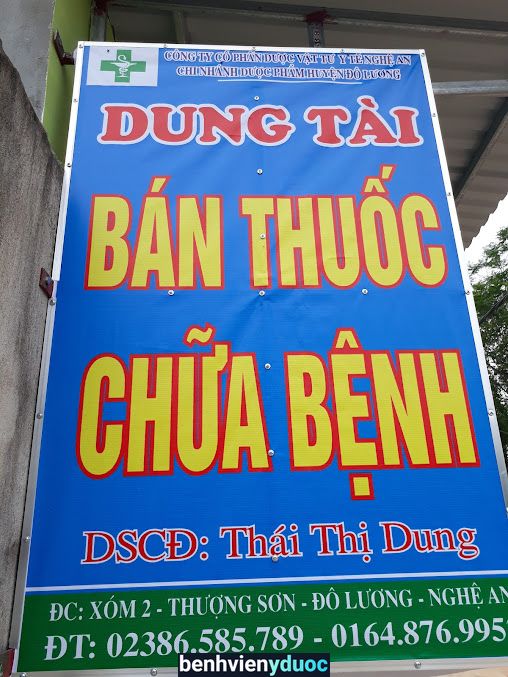 CÔNG TY CỔ PHẦN DƯỢC VẬT TƯ Y TẾ NGHỆ AN
CHI NHÁNH DƯỢC PHẨM HUYỆN ĐÔ LƯƠNG
DUNG TÀI
BÁN THUỐC
CHỮA BỆNH
DSCĐ: Thái Thị Dung
ĐC: XÓM 2 - THƯỢNG SƠN - ĐÔ LƯƠNG - NGHỆ AN
ĐT: 02386.585.789 - 0164.876.995
benhvienyduoc